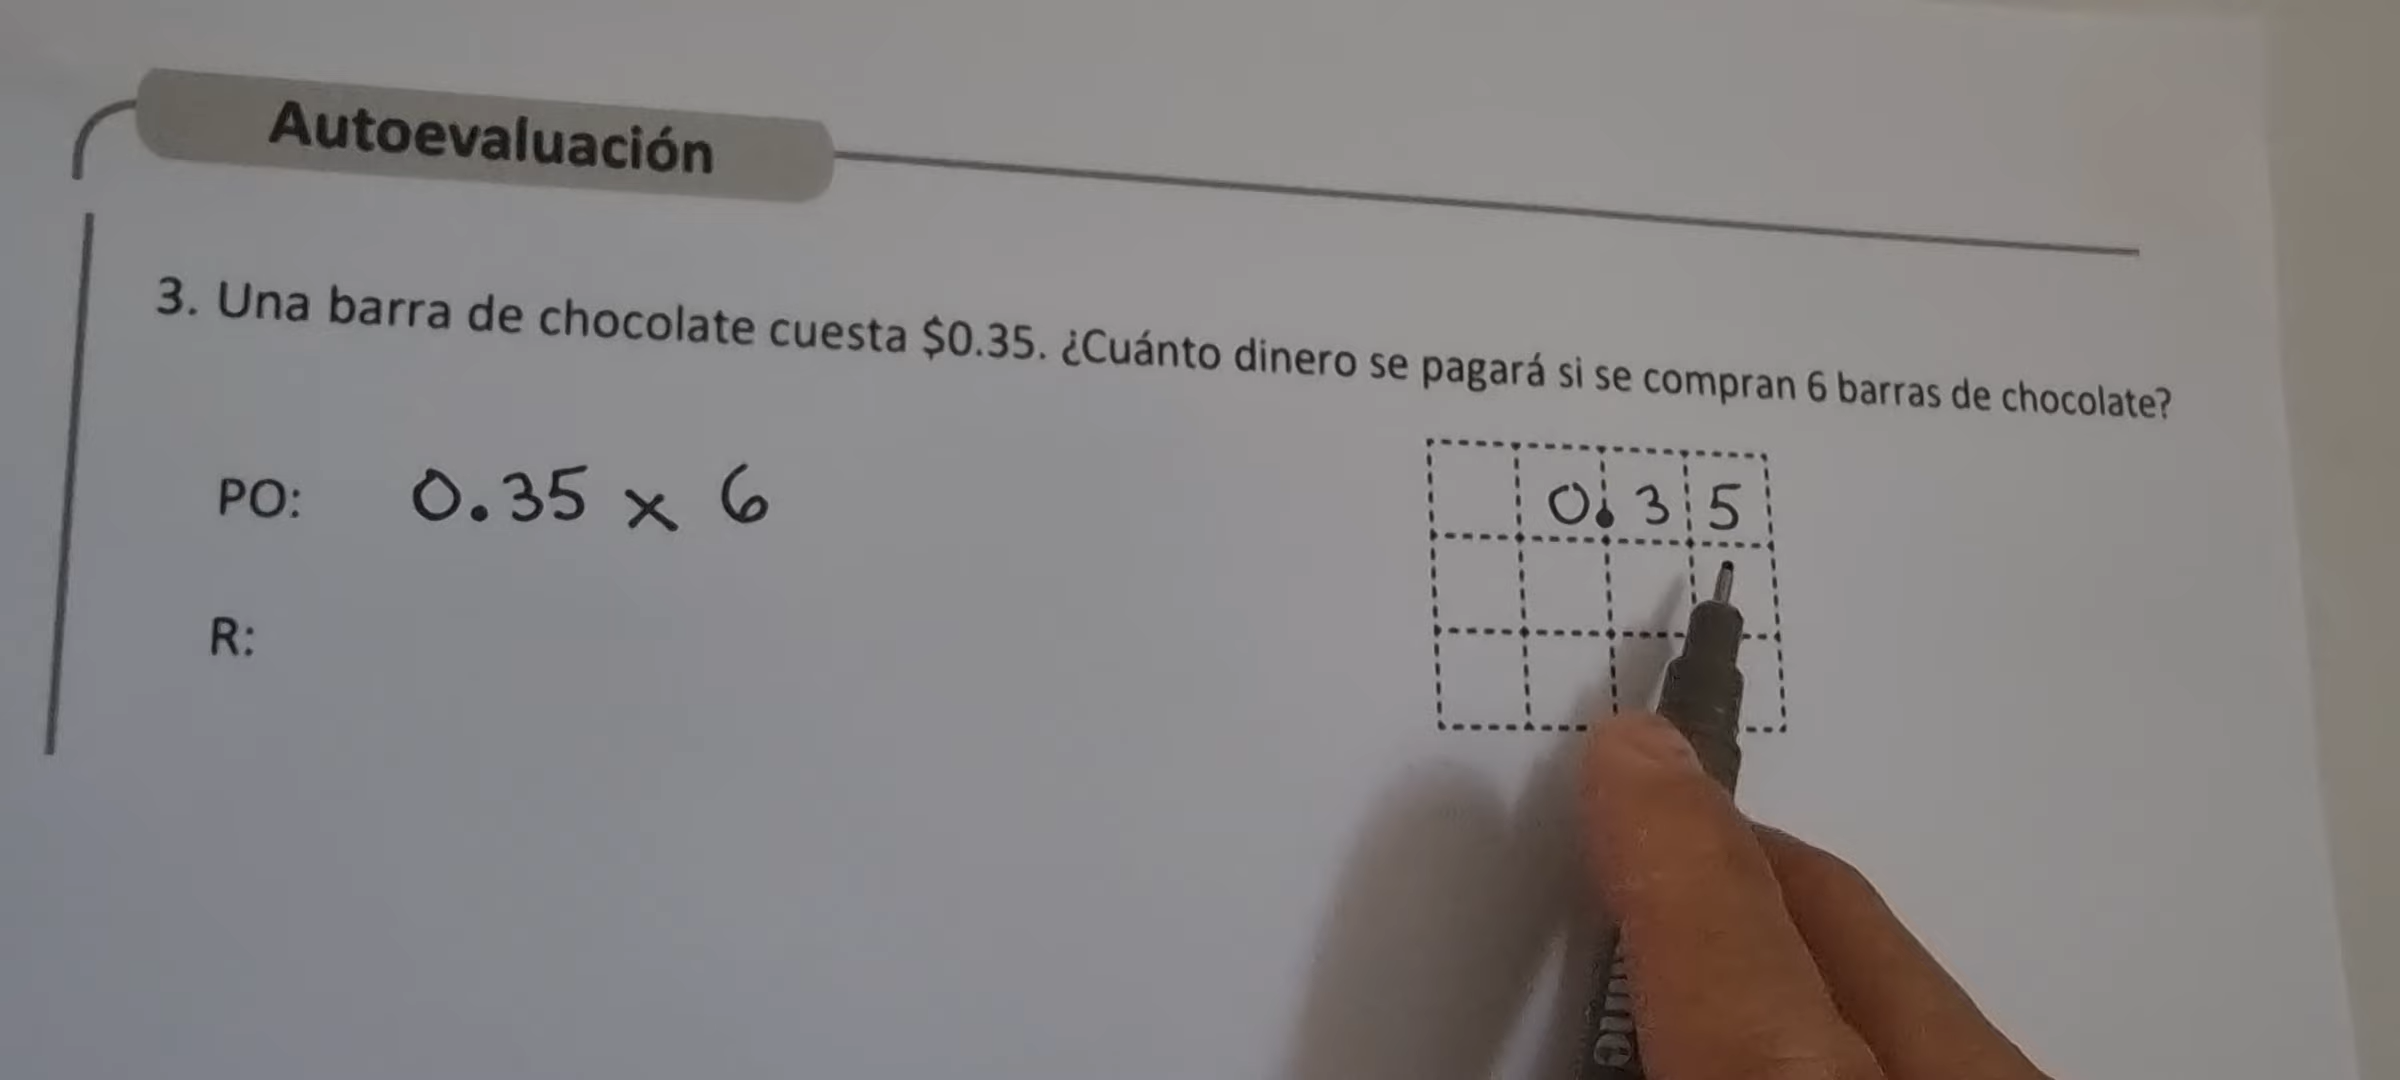 Autoevaluación
3. Una barra de chocolate cuesta $0.35. ¿Cuánto dinero se pagará si se compran 6 barras de chocolate?
PO: 0.35 x 6
0.35
R: